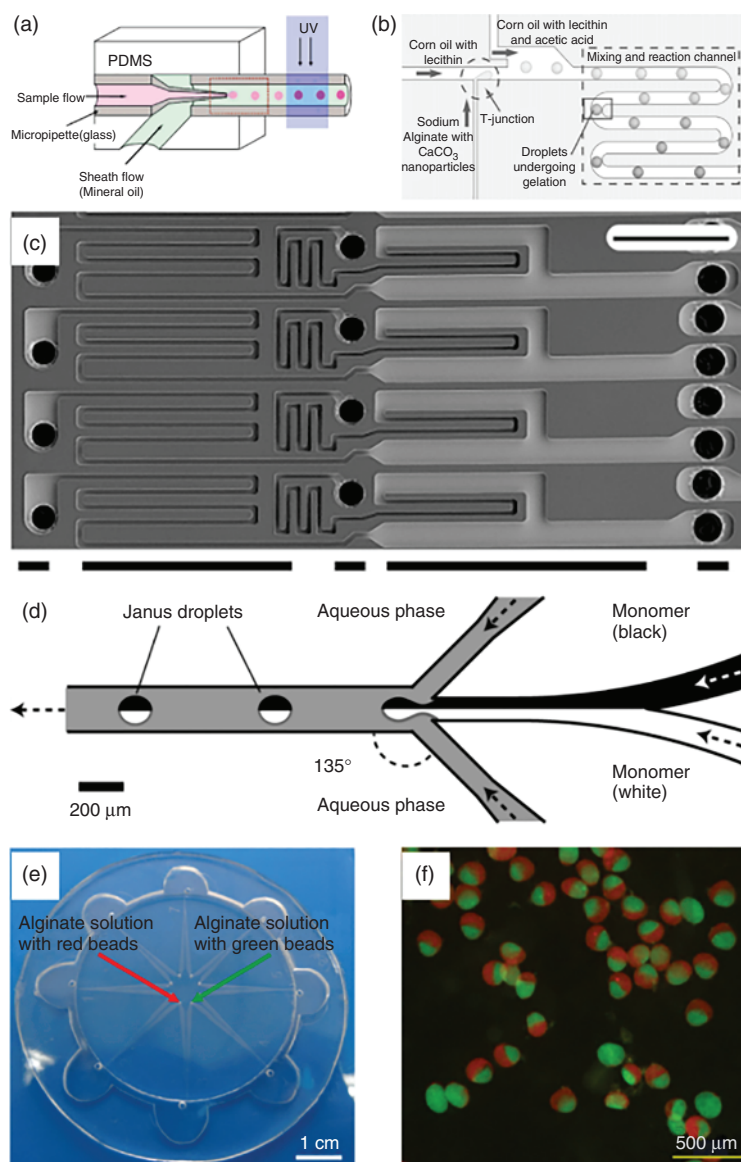 (a)
UV
PDMS
Sample flow
Micropipette(glass)
Sheath flow
(Mineral oil)
(b)
Corn oil with lecithin
and acetic acid
Corn oil with
lecithin
Mixing and reaction channel
T-junction
Sodium
Alginate with
CaCO3
nanoparticles
Droplets
undergoing
gelation
(c)
(d)
Janus droplets
Aqueous phase
Monomer
(black)
135°
200 μm
Aqueous phase
Monomer
(white)
(e)
Alginate solution
with red beads
Alginate solution
with green beads
1 cm
(f)
500 μm